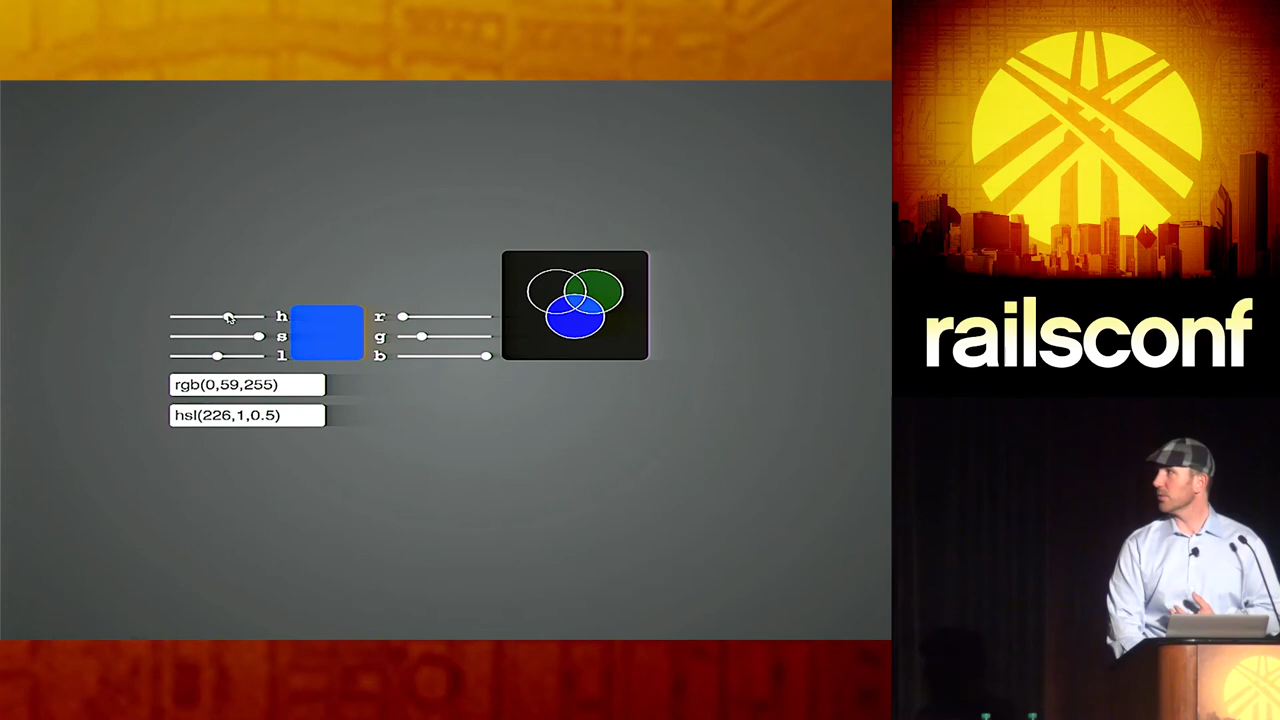 h
s
l
r
g
b
rgb(0,59,255)
hsl(226,1,0.5)
railsconf